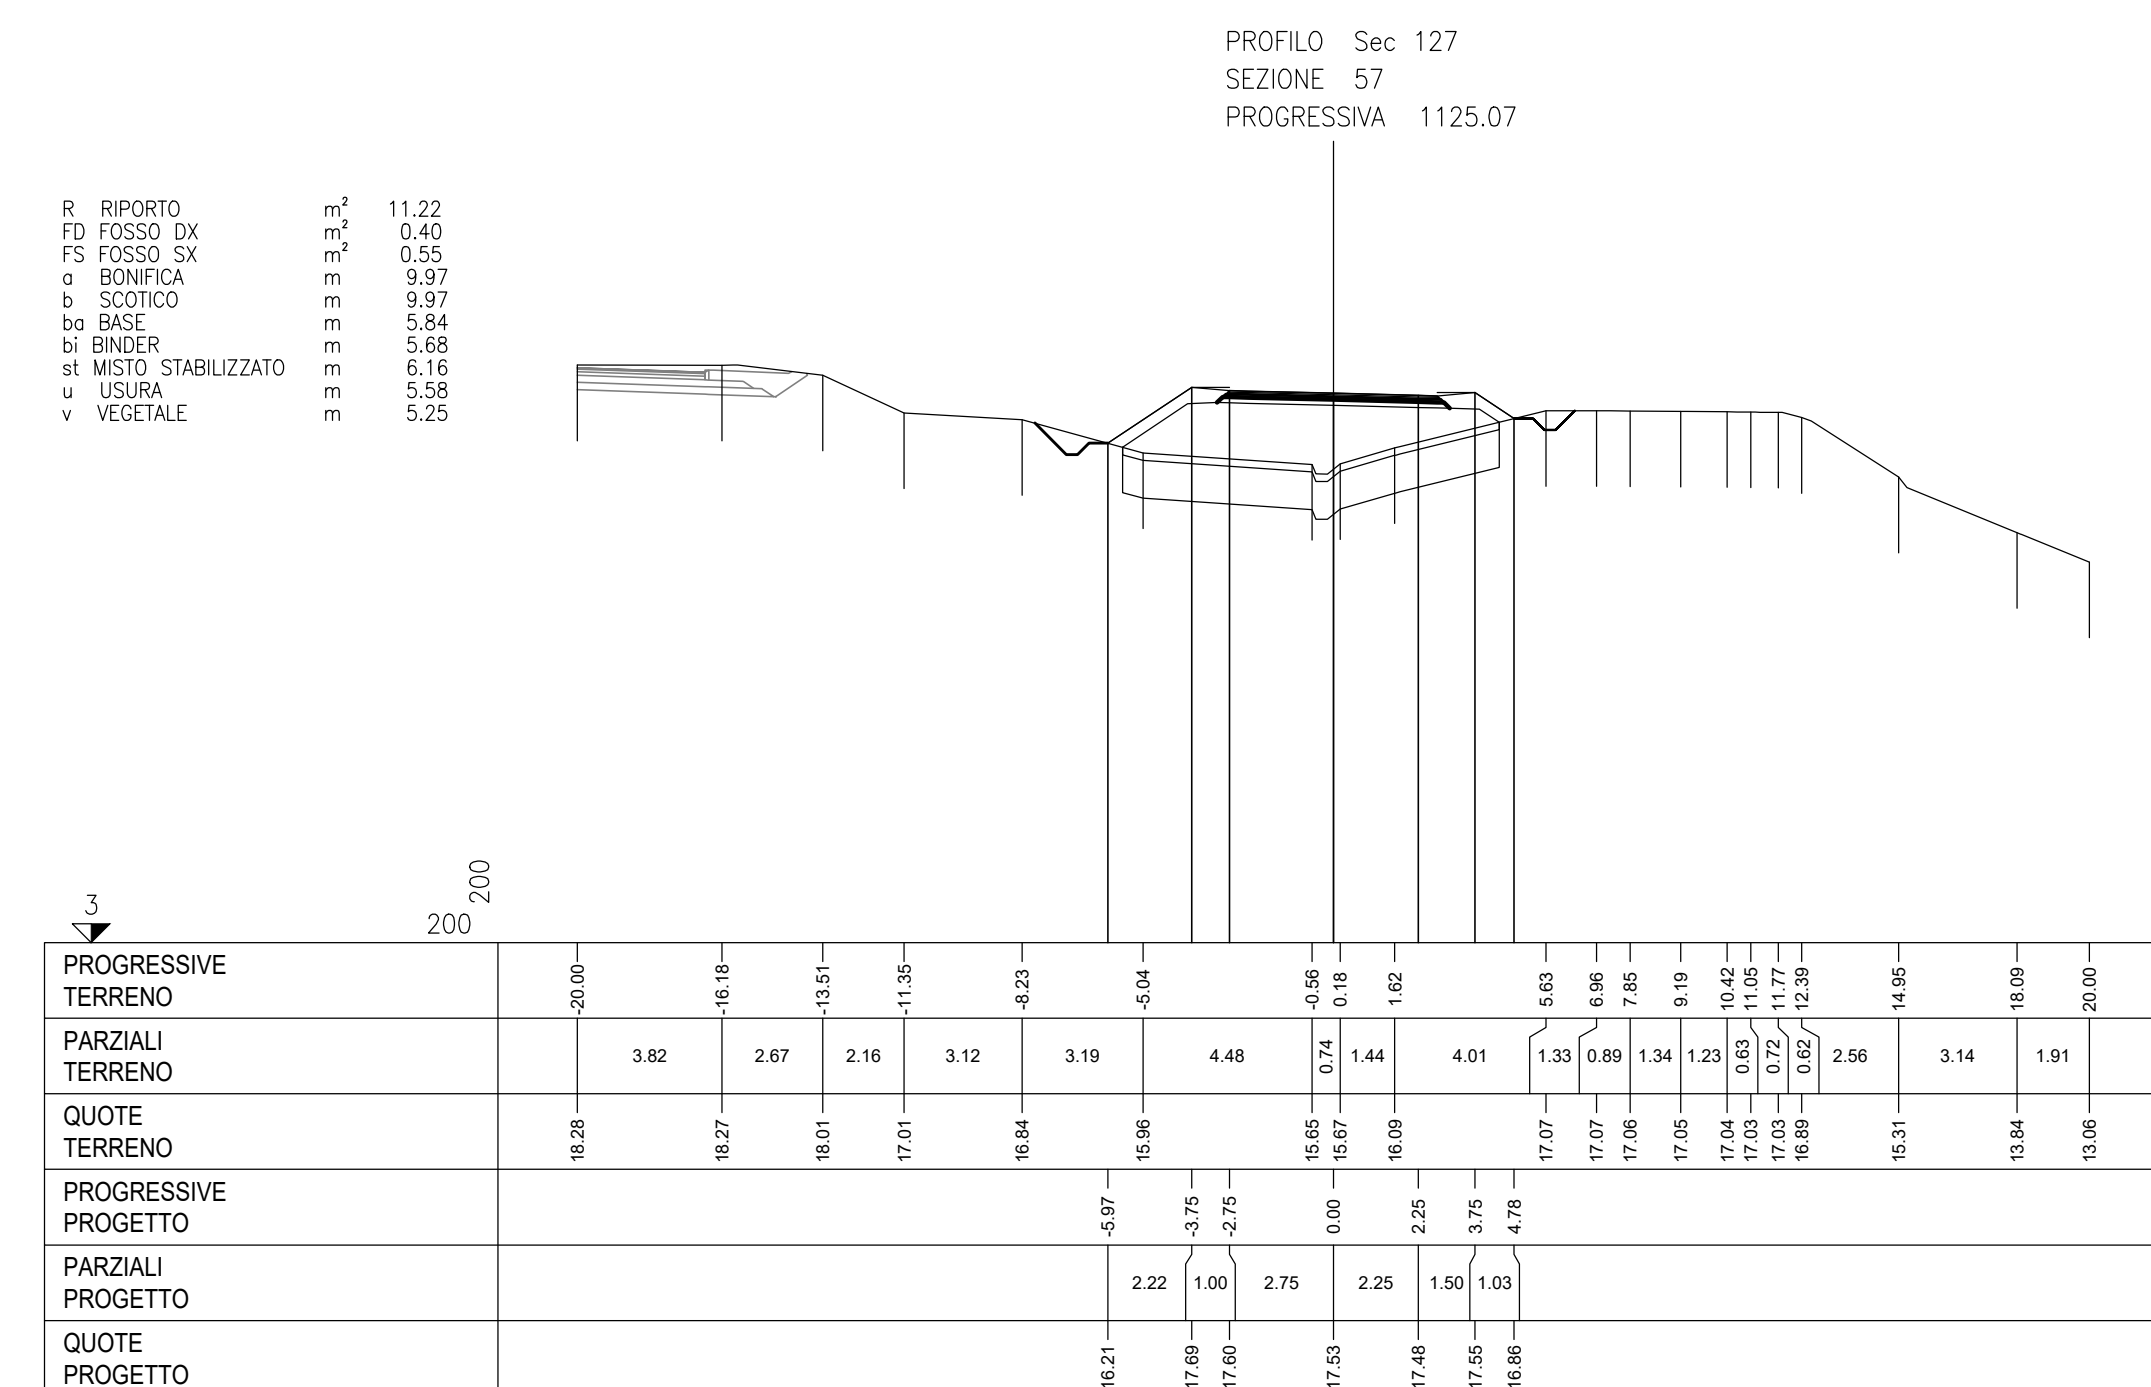 PROFILO Sec 127
SEZIONE 57
PROGRESSIVA 1125.07
R RIPORTO m² 11.22
FD FOSSO DX m² 0.40
FS FOSSO SX m² 0.55
a BONIFICA m 9.97
b SCOTICO m 9.97
ba BASE m 5.84
bi BINDER m 5.68
st MISTO STABILIZZATO m 6.16
u USURA m 5.58
v VEGETALE m 5.25
200
3
200
PROGRESSIVE
TERRENO
-20.00 -16.18 -13.51 -11.35 -8.23 -5.04 -0.56 0.18 1.62 5.63 6.96 7.85 9.19 10.42 11.05 11.77 12.39 14.95 18.09 20.00
PARZIALI
TERRENO
3.82 2.67 2.16 3.12 3.19 4.48 0.74 1.44 4.01 1.33 0.89 1.34 1.23 0.63 0.72 0.62 2.56 3.14 1.91
QUOTE
TERRENO
18.28 18.27 18.01 17.01 16.84 15.96 15.65 15.67 16.09 17.07 17.07 17.06 17.05 17.04 17.03 17.03 16.89 15.31 13.84 13.06
PROGRESSIVE
PROGETTO
-5.97 -3.75 -2.75 0.00 2.25 3.75 4.78
PARZIALI
PROGETTO
2.22 1.00 2.75 2.25 1.50 1.03
QUOTE
PROGETTO
16.21 17.69 17.60 17.53 17.48 17.55 16.86